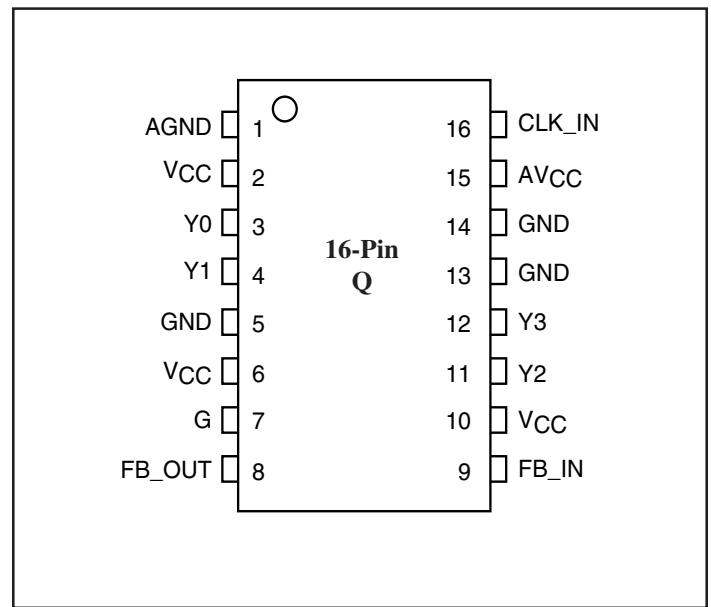 AGND 1 16 CLK_IN
VCC 2 15 AVCC
Y0 3 14 GND
16-Pin
Y1 4 13 GND
Q
GND 5 12 Y3
VCC 6 11 Y2
G 7 10 VCC
FB_OUT 8 9 FB_IN